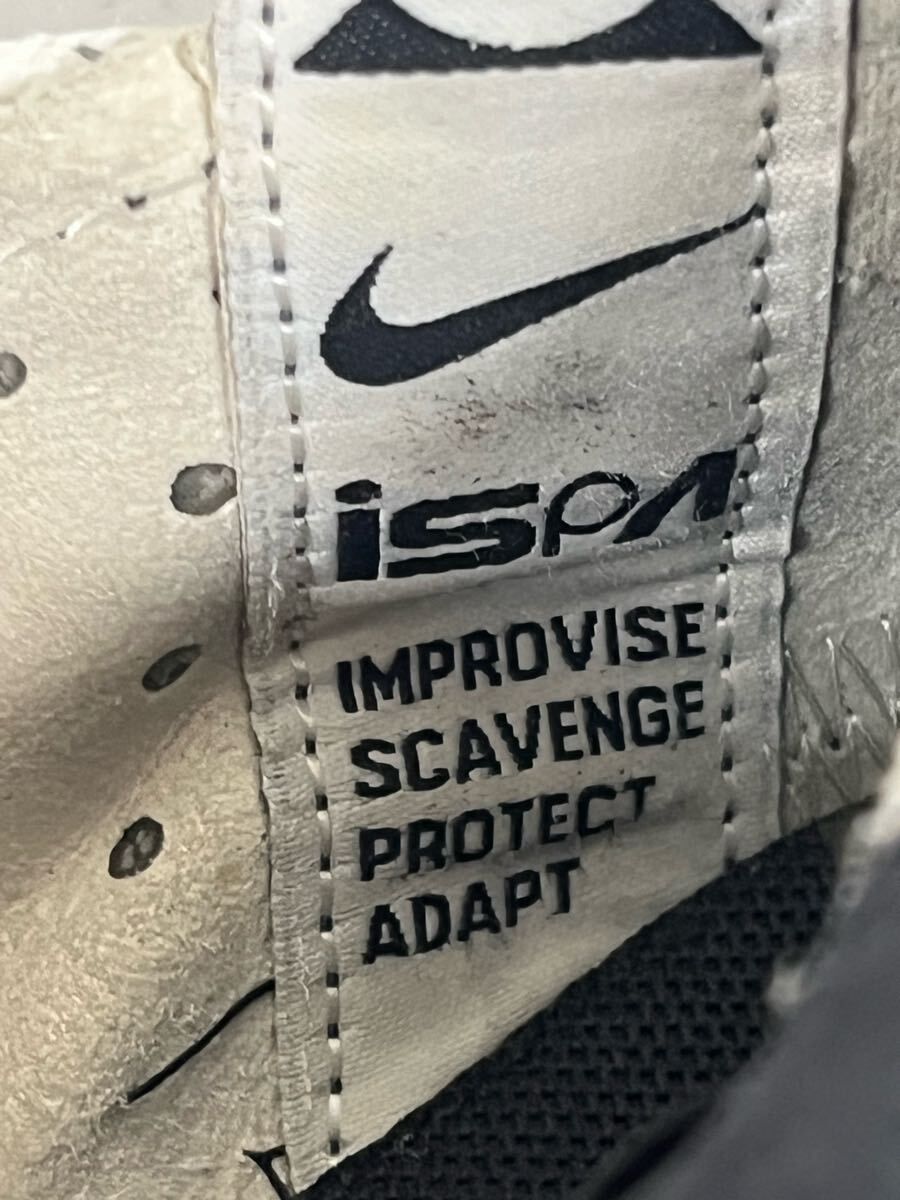 ISPA
IMPROVISE
SCAVENGE
PROTECT
ADAPT